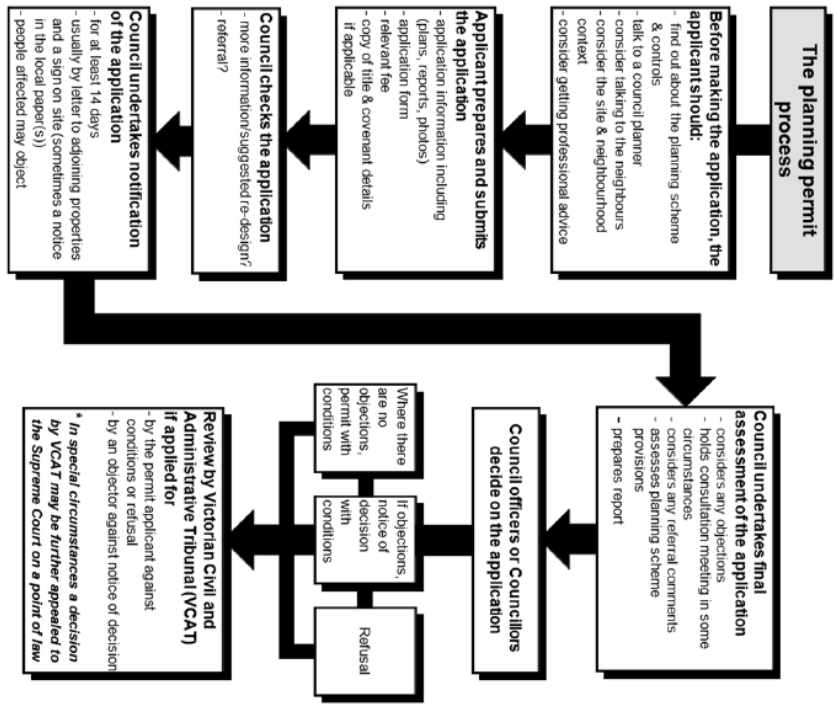 The planning permit
process
Before making the application, the
applicant should:
- find out about the planning scheme
& controls
- talk to a council planner
- consider talking to the neighbours
- consider the site & neighbourhood
context
- consider getting professional advice
Applicant prepares and submits
the application
- application information including
(plans, reports, photos)
- application form
- relevant fee
- copy of title & covenant details
if applicable
Council checks the application
- more information/suggested re-design?
- referral?
Council undertakes notification
of the application
- for at least 14 days
- usually by letter to adjoining properties
and a sign on site (sometimes a notice
in the local paper(s))
- people affected may object
Council undertakes final
assessment of the application
- considers any objections
- holds consultation meeting in some
circumstances
- considers any referral comments
- assesses planning scheme
provisions
- prepares report
Council officers or Councillors
decide on the application
Where there
are no
objections,
permit with
conditions
If objections,
notice of
decision
with
conditions
Refusal
Review by Victorian Civil and
Administrative Tribunal (VCAT)
if applied for
- by the permit applicant against
conditions or refusal
- by an objector against notice of decision
* In special circumstances a decision
by VCAT may be further appealed to
the Supreme Court on a point of law